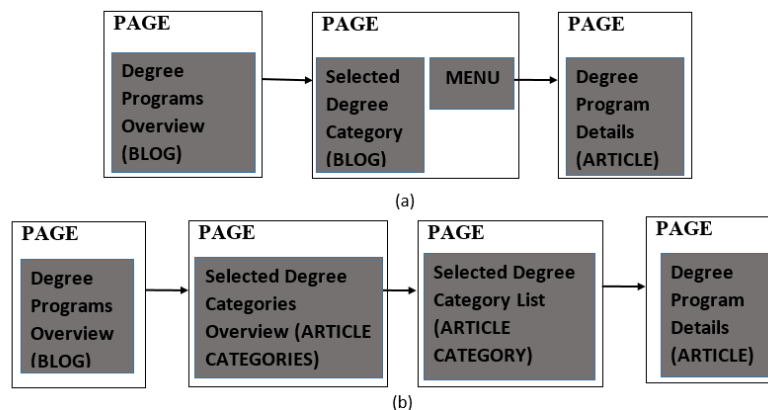 PAGE
Degree
Programs
Overview
(BLOG)
PAGE
Selected
Degree
Category
(BLOG)
MENU
PAGE
Degree
Program
Details
(ARTICLE)
(a)
PAGE
Degree
Programs
Overview
(BLOG)
PAGE
Selected Degree
Categories
Overview (ARTICLE
CATEGORIES)
PAGE
Selected Degree
Category List
(ARTICLE
CATEGORY)
PAGE
Degree
Program
Details
(ARTICLE)
(b)